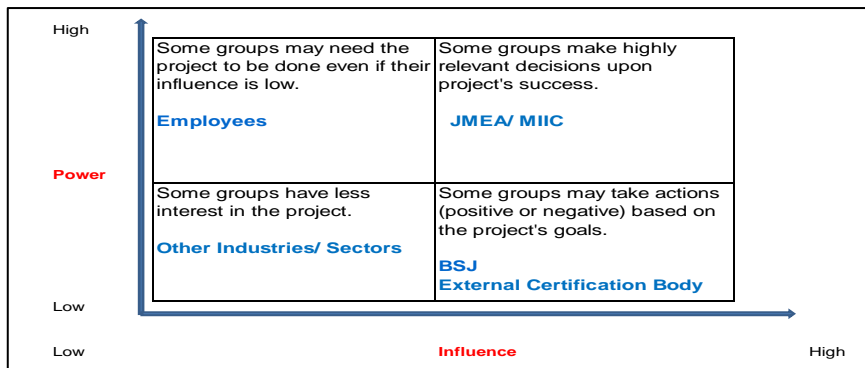 High
Some groups may need the
project to be done even if their
influence is low.
Employees
Some groups make highly
relevant decisions upon
project's success.
JMEA/ MIIC
Power
Some groups have less
interest in the project.
Other Industries/ Sectors
Some groups may take actions
(positive or negative) based on
the project's goals.
BSJ
External Certification Body
Low
Low
Influence
High